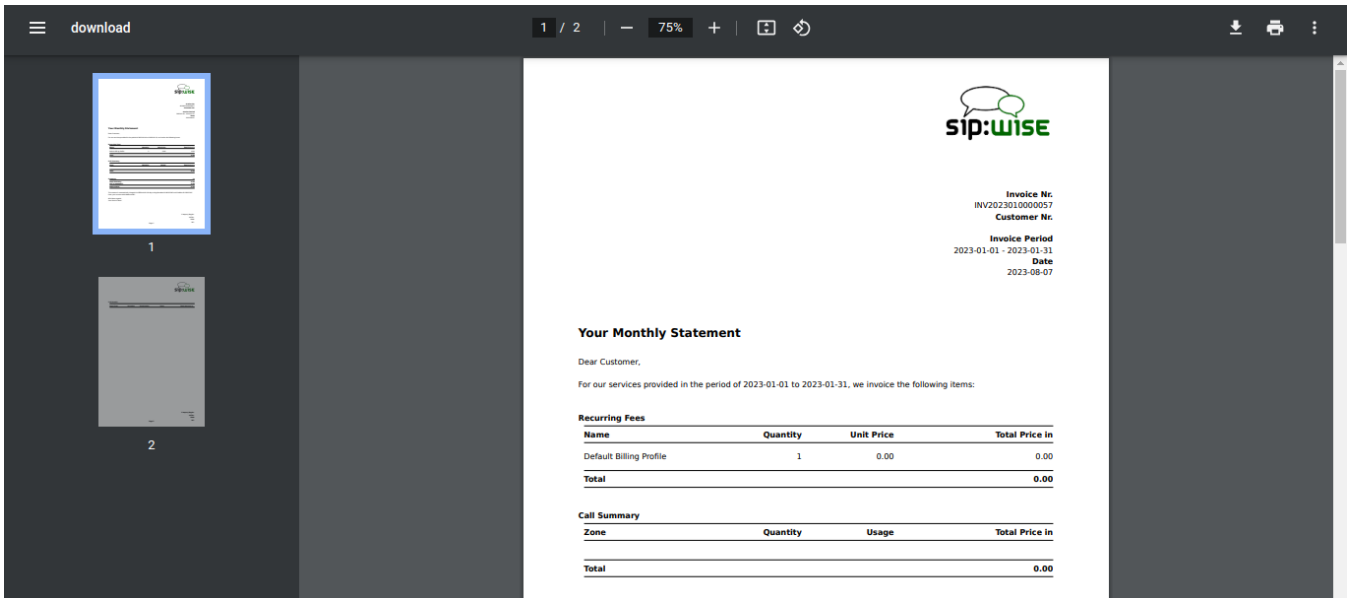 download
1 / 2
75%
1
2
sip:wise
Invoice Nr.
INV2023010000057
Customer Nr.
Invoice Period
2023-01-01 - 2023-01-31
Date
2023-08-07
Your Monthly Statement
Dear Customer,
For our services provided in the period of 2023-01-01 to 2023-01-31, we invoice the following items:
Recurring Fees
Name Quantity Unit Price Total Price in
Default Billing Profile 1 0.00 0.00
Total 0.00
Call Summary
Zone Quantity Usage Total Price in
Total 0.00